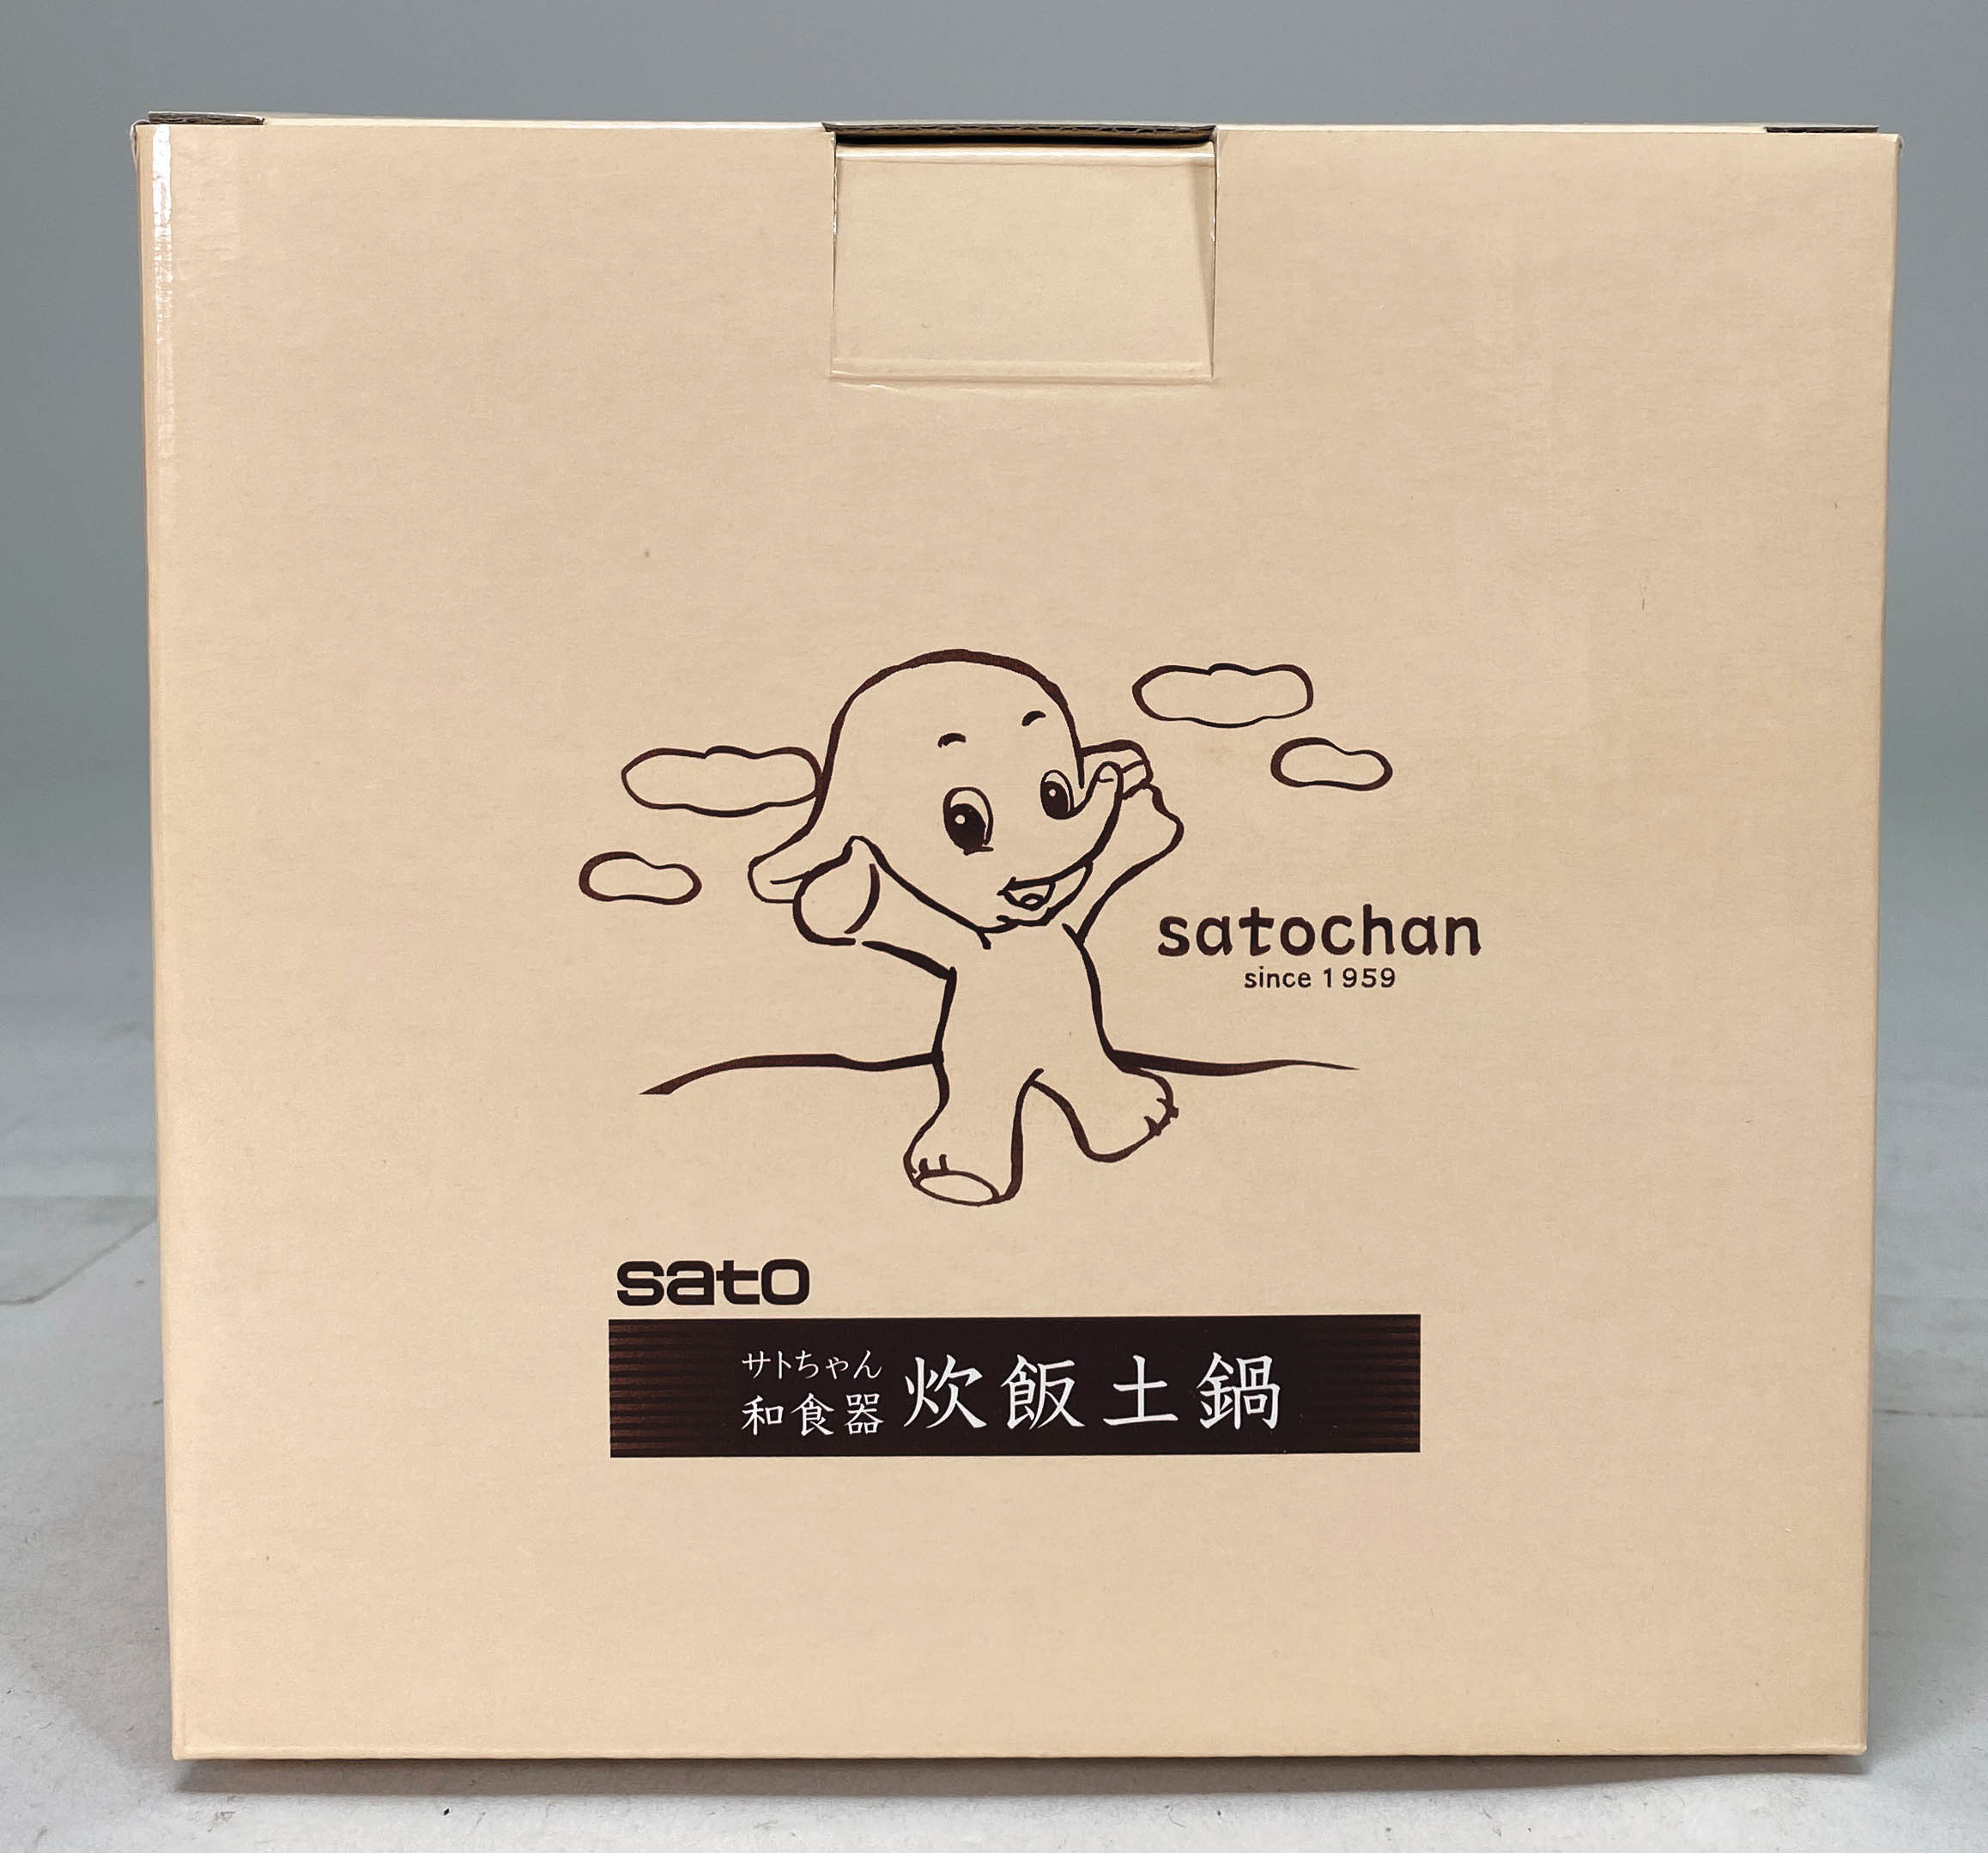 satochan
since 1959
sato
サトちゃん
和食器
炊飯土鍋